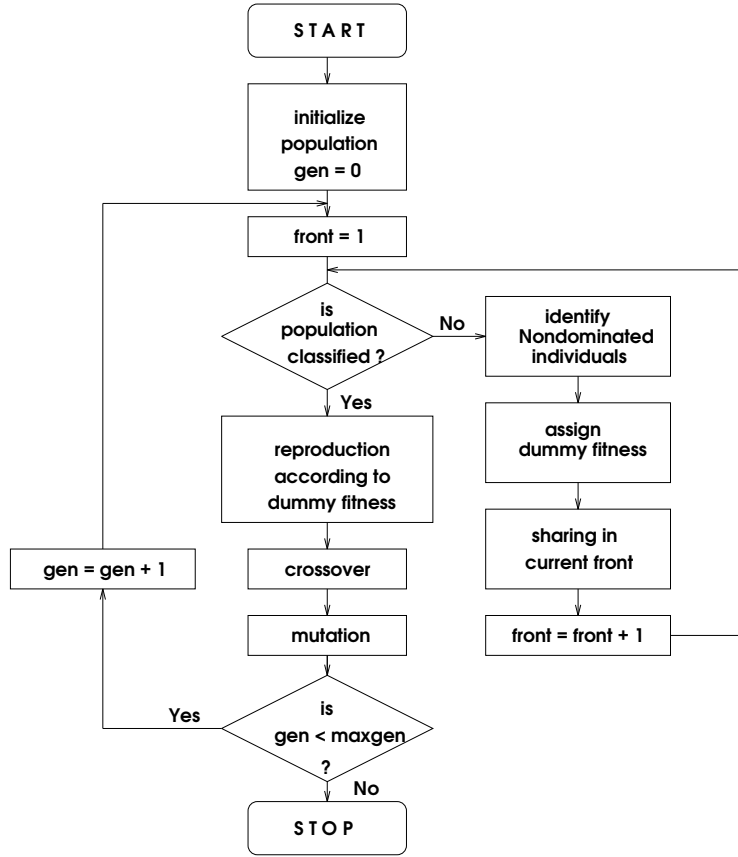 S T A R T
initialize
population
gen = 0
front = 1
is
population
classified ?
No
identify
Nondominated
individuals
Yes
assign
dummy fitness
reproduction
according to
dummy fitness
sharing in
current front
gen = gen + 1
crossover
mutation
front = front + 1
Yes
is
gen < maxgen
?
No
S T O P